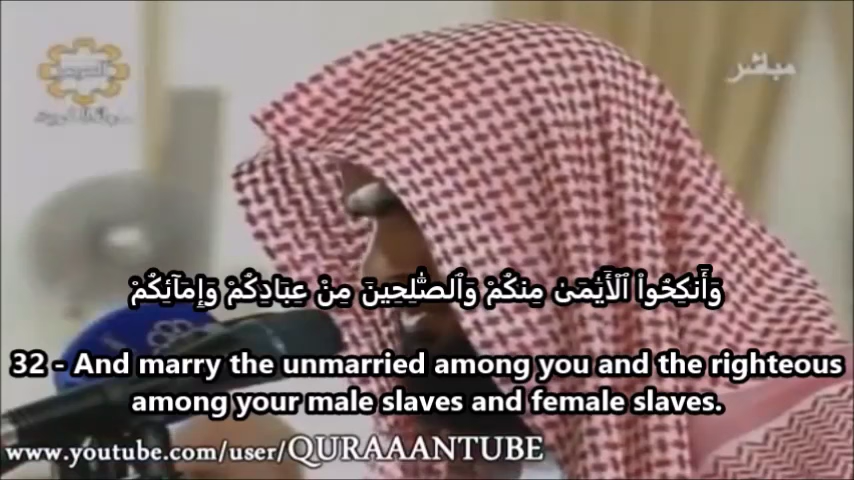 مباشر
وَأَنكِحُوا۟ ٱلْأَيَٰمَىٰ مِنكُمْ وَٱلصَّٰلِحِينَ مِنْ عِبَادِكُمْ وَإِمَآئِكُمْ
32 - And marry the unmarried among you and the righteous
among your male slaves and female slaves.
www.youtube.com/user/QURAAANTUBE